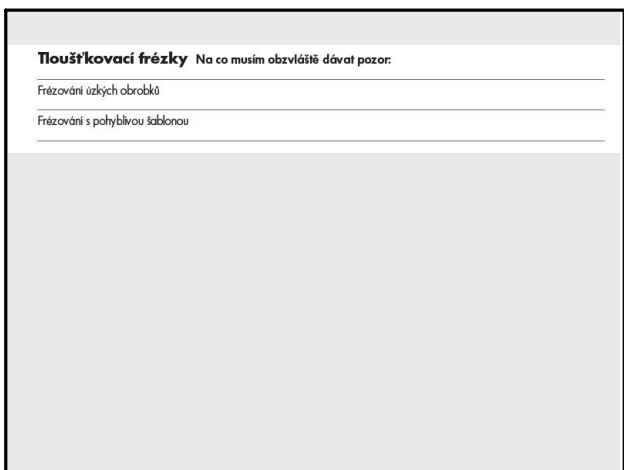 Tloušťkovací frézky Na co musím obzvláště dávat pozor:
Frézování úzkých obrobků
Frézování s pohyblivou šablonou